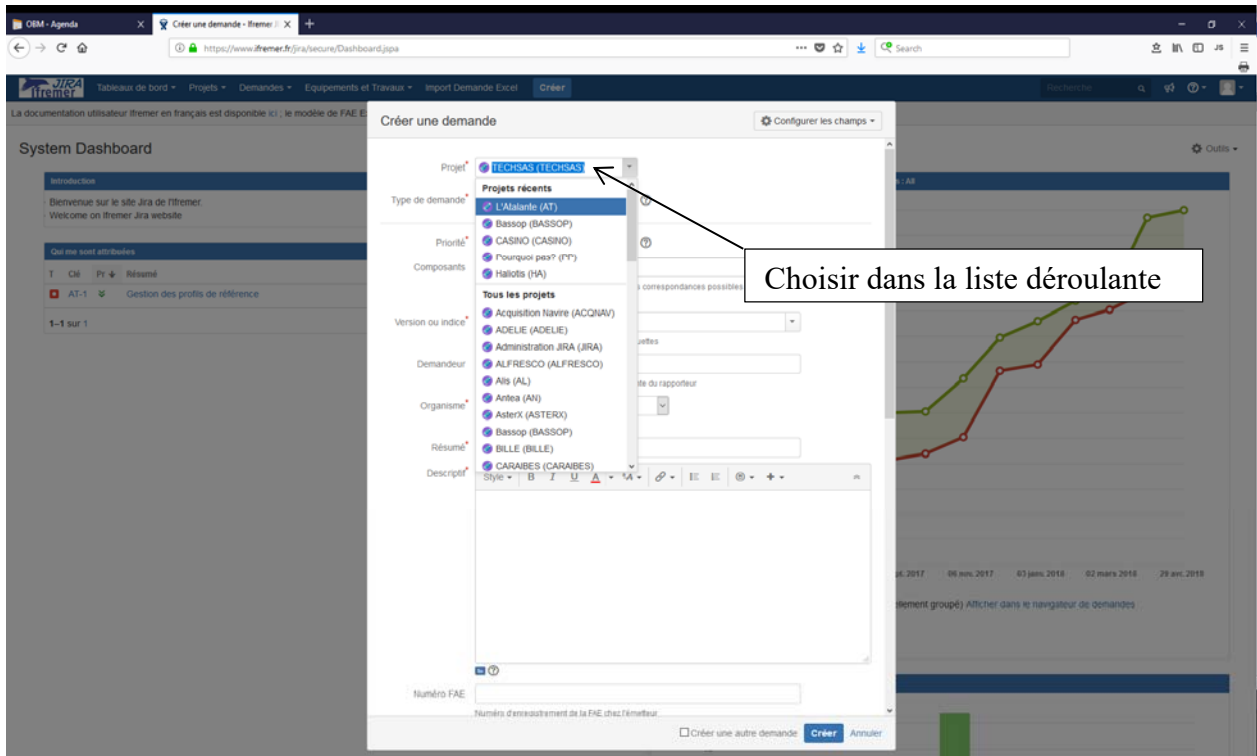 OBM - Agenda
Créer une demande - Ifremer J
https://www.ifremer.fr/jira/secure/Dashboard.jspa
Search
JIRA
Ifremer
Tableaux de bord
Projets
Demandes
Equipements et Travaux
Import Demande Excel
Créer
Recherche
La documentation utilisateur Ifremer en français est disponible ici ; le modèle de FAE E
System Dashboard
Outils
Introduction
Bienvenue sur le site Jira de l'Ifremer.
Welcome on Ifremer Jira website
Qui me sont attribuées
T Clé Pr Résumé
AT-1 Gestion des profils de référence
1–1 sur 1
Créer une demande
Configurer les champs
Projet*
TECHSAS (TECHSAS)
Type de demande*
Priorité*
Composants
Version ou indice*
Demandeur
Organisme*
Résumé*
Descriptif*
Projets récents
L'Atalante (AT)
Bassop (BASSOP)
CASINO (CASINO)
Pourquoi pas? (PP)
Haliotis (HA)
Tous les projets
Acquisition Navire (ACQNAV)
ADELIE (ADELIE)
Administration JIRA (JIRA)
ALFRESCO (ALFRESCO)
Alis (AL)
Antea (AN)
AsterX (ASTERX)
Bassop (BASSOP)
BILLE (BILLE)
CARAIBES (CARAIBES)
s correspondances possibles
uettes
te du rapporteur
Choisir dans la liste déroulante
Style B I U A
Numéro FAE
Numéro d'enregistrement de la FAE chez l'émetteur
Créer une autre demande
Créer
Annuler
s : All
pt. 2017
06 nov. 2017
03 janv. 2018
02 mars 2018
29 avr. 2018
ellement groupé) Afficher dans le navigateur de demandes